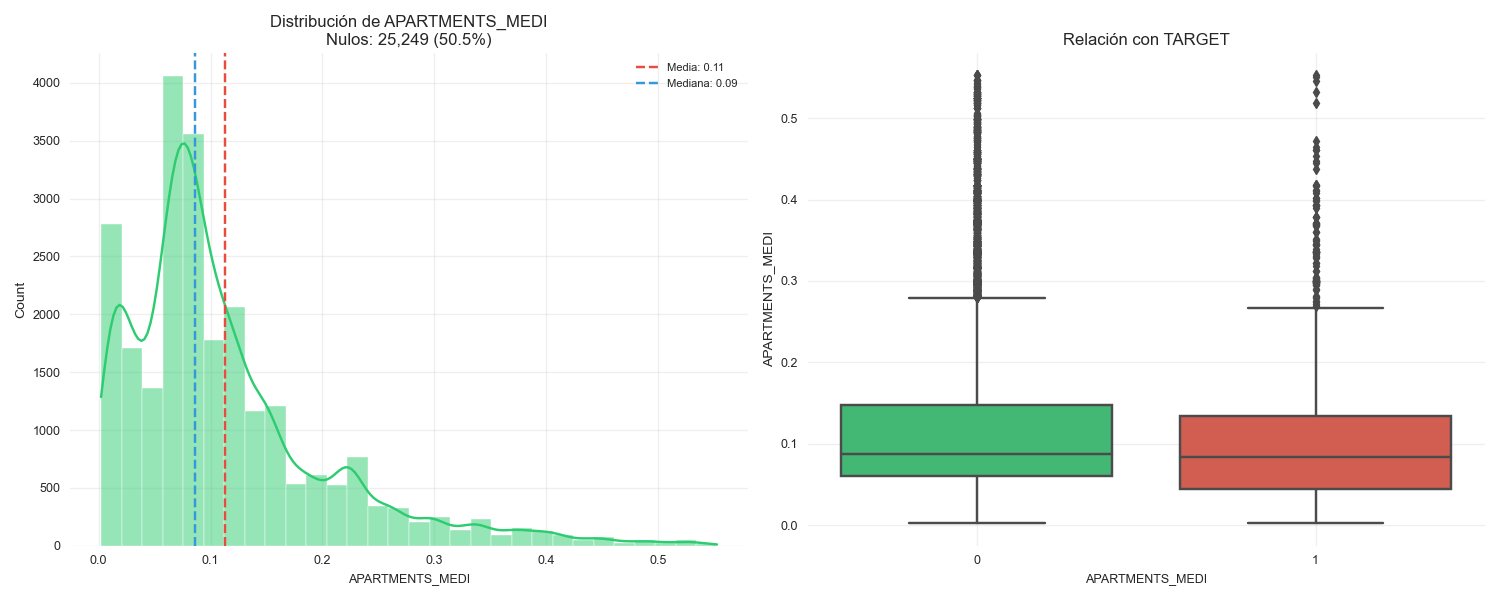 Distribución de APARTMENTS_MEDI
Nulos: 25,249 (50.5%)
Media: 0.11
Mediana: 0.09
Count
4000
3500
3000
2500
2000
1500
1000
500
0
0.0 0.1 0.2 0.3 0.4 0.5
APARTMENTS_MEDI
Relación con TARGET
APARTMENTS_MEDI
0.5
0.4
0.3
0.2
0.1
0.0
0 1
APARTMENTS_MEDI